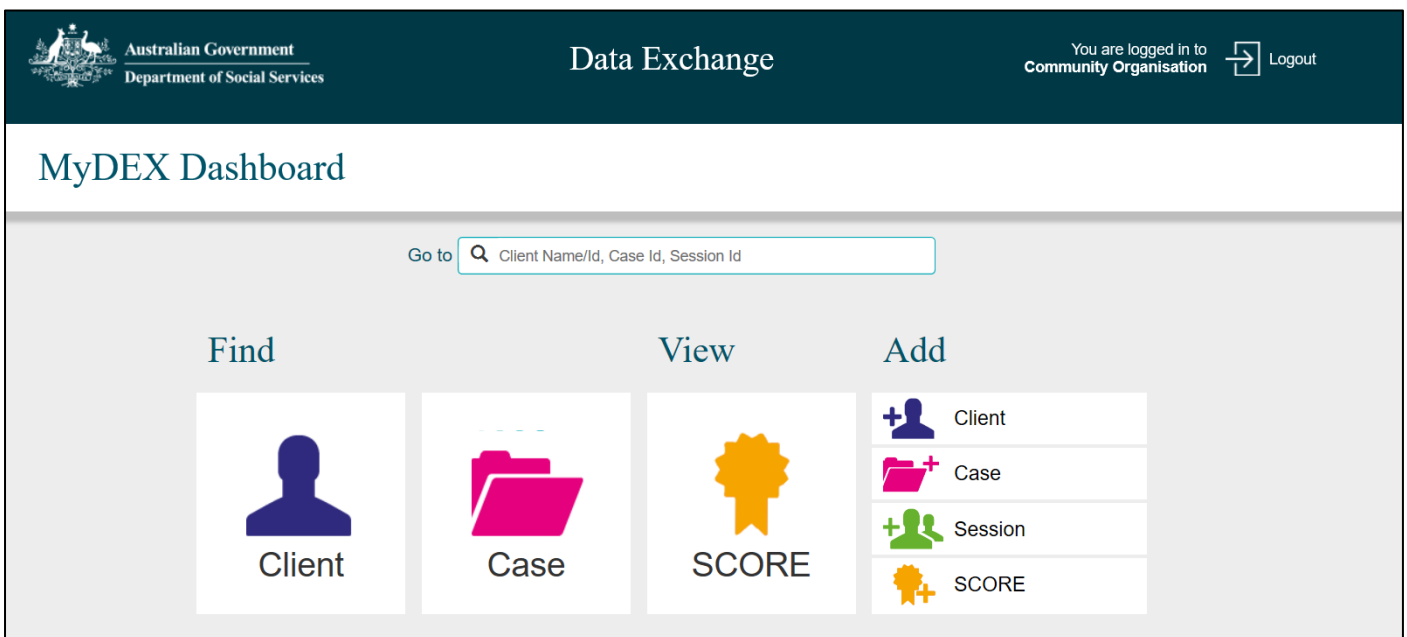 Australian Government
Department of Social Services
Data Exchange
You are logged in to
Community Organisation
Logout
MyDEX Dashboard
Go to
Client Name/Id, Case Id, Session Id
Find
View
Add
Client
Case
SCORE
Client
Case
Session
SCORE